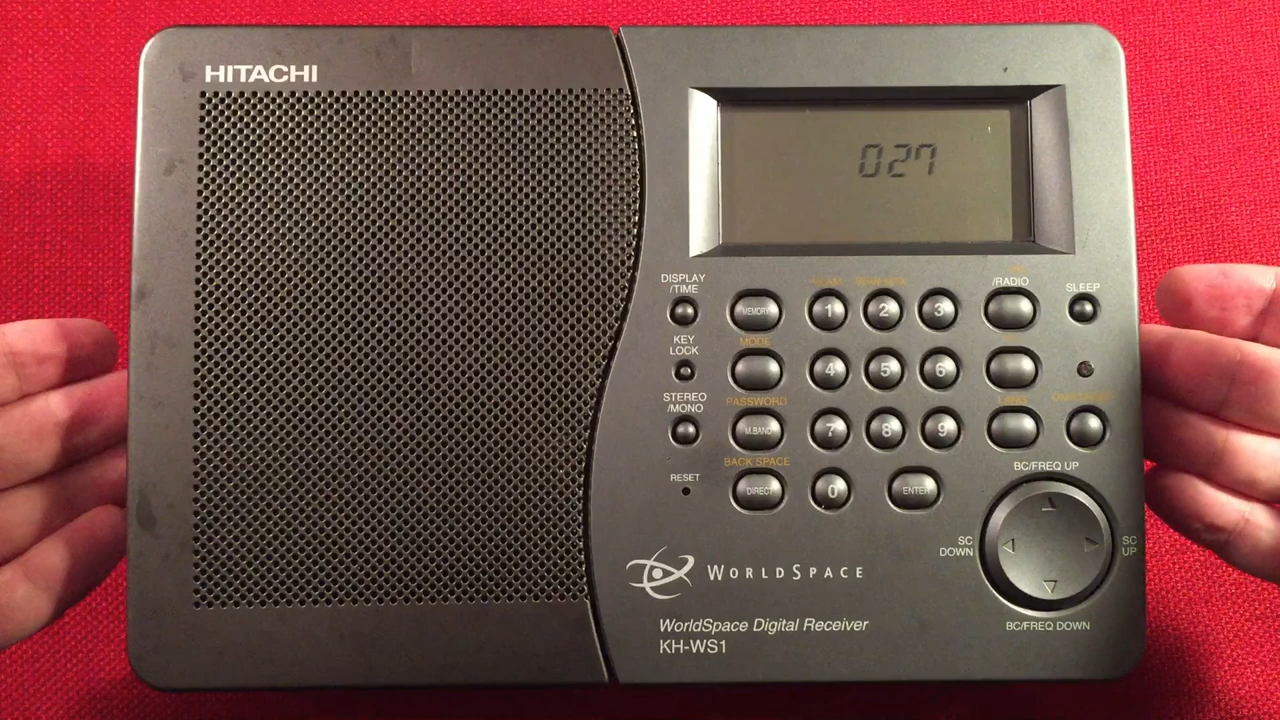 HITACHI
027
DISPLAY
/TIME
/RADIO
SLEEP
MEMORY
1
2
3
KEY
LOCK
MODE
4
5
6
STEREO
/MONO
PASSWORD
M.BAND
7
8
9
BACK SPACE
RESET
DIRECT
0
ENTER
BC/FREQ UP
SC
DOWN
SC
UP
BC/FREQ DOWN
WORLDSPACE
WorldSpace Digital Receiver
KH-WS1